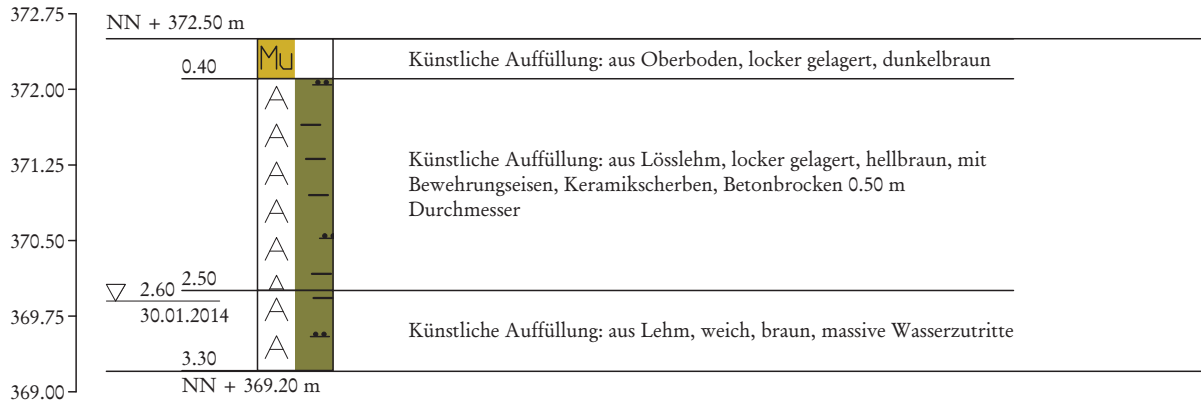 372.75
NN + 372.50 m
Mu
0.40
Künstliche Auffüllung: aus Oberboden, locker gelagert, dunkelbraun
372.00
A
A
371.25
A
Künstliche Auffüllung: aus Lösslehm, locker gelagert, hellbraun, mit
Bewehrungseisen, Keramikscherben, Betonbrocken 0.50 m
Durchmesser
A
370.50
A
A
2.50
2.60
30.01.2014
369.75
A
Künstliche Auffüllung: aus Lehm, weich, braun, massive Wasserzutritte
A
3.30
NN + 369.20 m
369.00